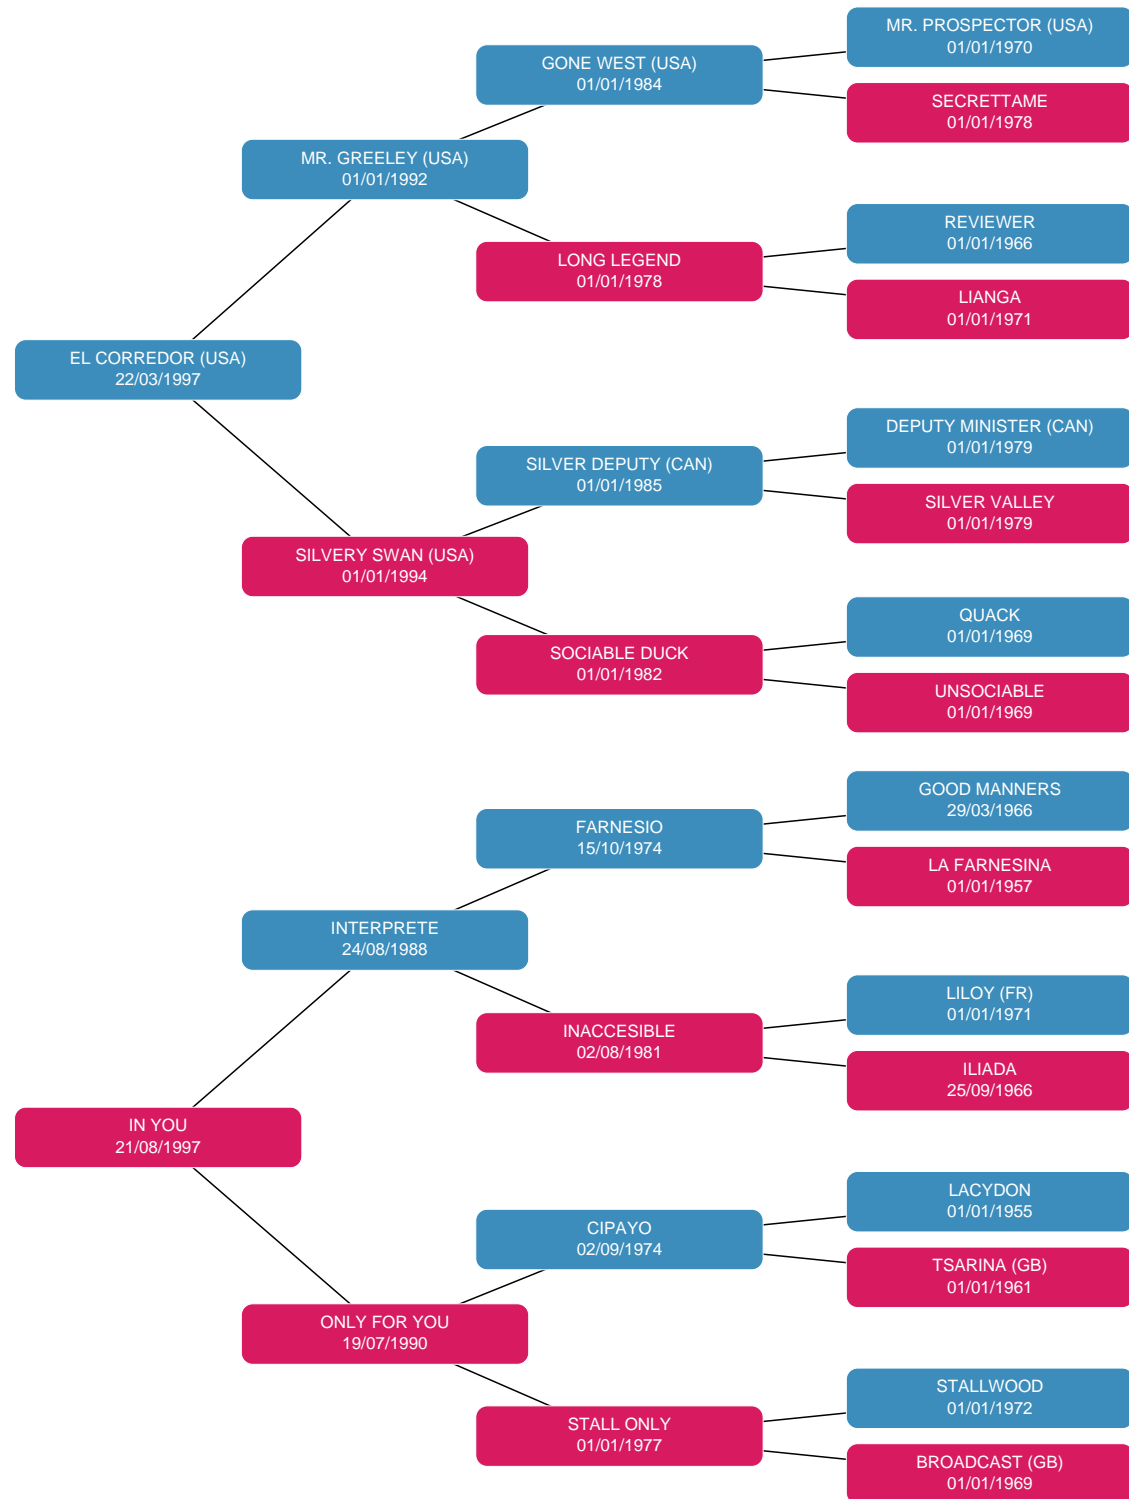 MR. PROSPECTOR (USA)
01/01/1970
GONE WEST (USA)
01/01/1984
SECRETTAME
01/01/1978
MR. GREELEY (USA)
01/01/1992
REVIEWER
01/01/1966
LONG LEGEND
01/01/1978
LIANGA
01/01/1971
EL CORREDOR (USA)
22/03/1997
DEPUTY MINISTER (CAN)
01/01/1979
SILVER DEPUTY (CAN)
01/01/1985
SILVER VALLEY
01/01/1979
SILVERY SWAN (USA)
01/01/1994
QUACK
01/01/1969
SOCIABLE DUCK
01/01/1982
UNSOCIABLE
01/01/1969
GOOD MANNERS
29/03/1966
FARNESIO
15/10/1974
LA FARNESINA
01/01/1957
INTERPRETE
24/08/1988
LILOY (FR)
01/01/1971
INACCESIBLE
02/08/1981
ILIADA
25/09/1966
IN YOU
21/08/1997
LACYDON
01/01/1955
CIPAYO
02/09/1974
TSARINA (GB)
01/01/1961
ONLY FOR YOU
19/07/1990
STALLWOOD
01/01/1972
STALL ONLY
01/01/1977
BROADCAST (GB)
01/01/1969